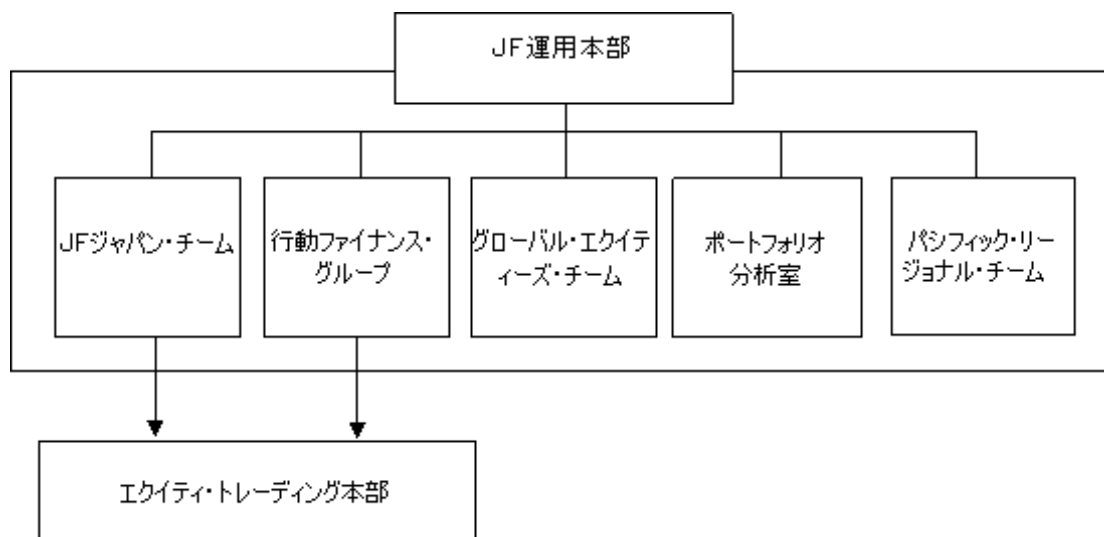 JF運用本部
JFジャパン・チーム
行動ファイナンス・
グループ
グローバル・エクイテ
ィーズ・チーム
ポートフォリオ
分析室
パシフィック・リー
ジョナル・チーム
エクイティ・トレーディング本部